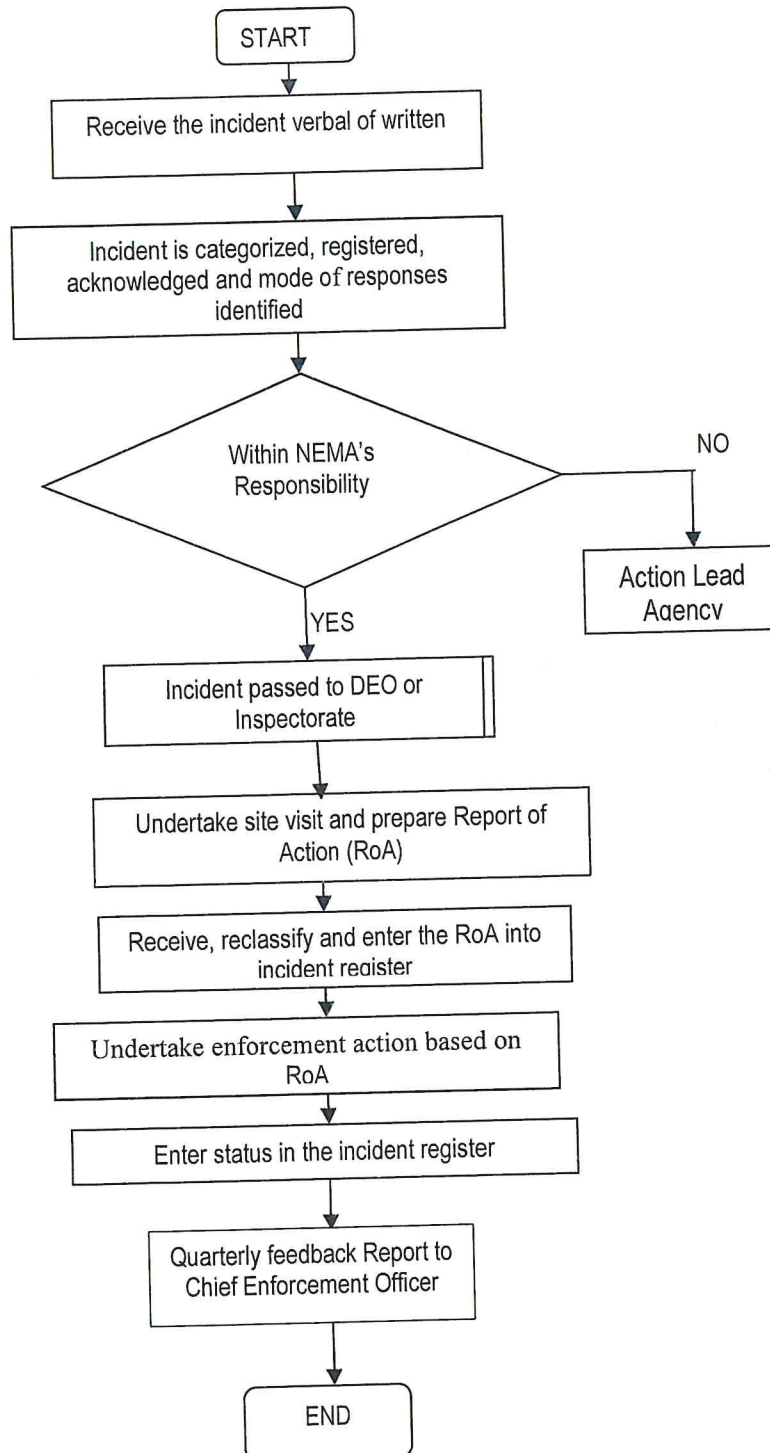 START
Receive the incident verbal of written
Incident is categorized, registered,
acknowledged and mode of responses
identified
Within NEMA's
Responsibility
NO
Action Lead
Agency
YES
Incident passed to DEO or
Inspectorate
Undertake site visit and prepare Report of
Action (RoA)
Receive, reclassify and enter the RoA into
incident register
Undertake enforcement action based on
RoA
Enter status in the incident register
Quarterly feedback Report to
Chief Enforcement Officer
END